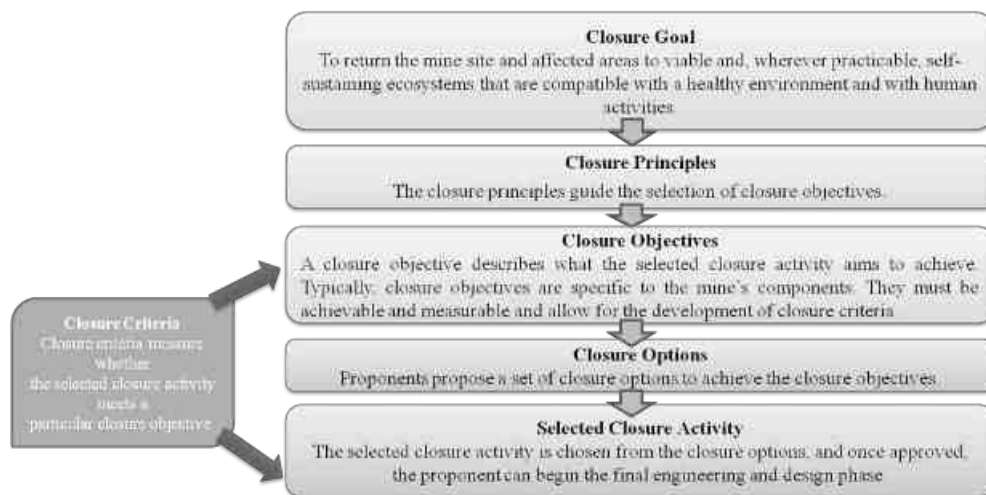 Closure Goal
To return the mine site and affected areas to viable and, wherever practicable, self-
sustaining ecosystems that are compatible with a healthy environment and with human
activities
Closure Principles
The closure principles guide the selection of closure objectives.
Closure Objectives
A closure objective describes what the selected closure activity aims to achieve.
Typically, closure objectives are specific to the mine's components. They must be
achievable and measurable and allow for the development of closure criteria
Closure Criteria
Closure criteria measure
whether
the selected closure activity
meets a
particular closure objective
Closure Options
Proponents propose a set of closure options to achieve the closure objectives
Selected Closure Activity
The selected closure activity is chosen from the closure options, and once approved,
the proponent can begin the final engineering and design phase